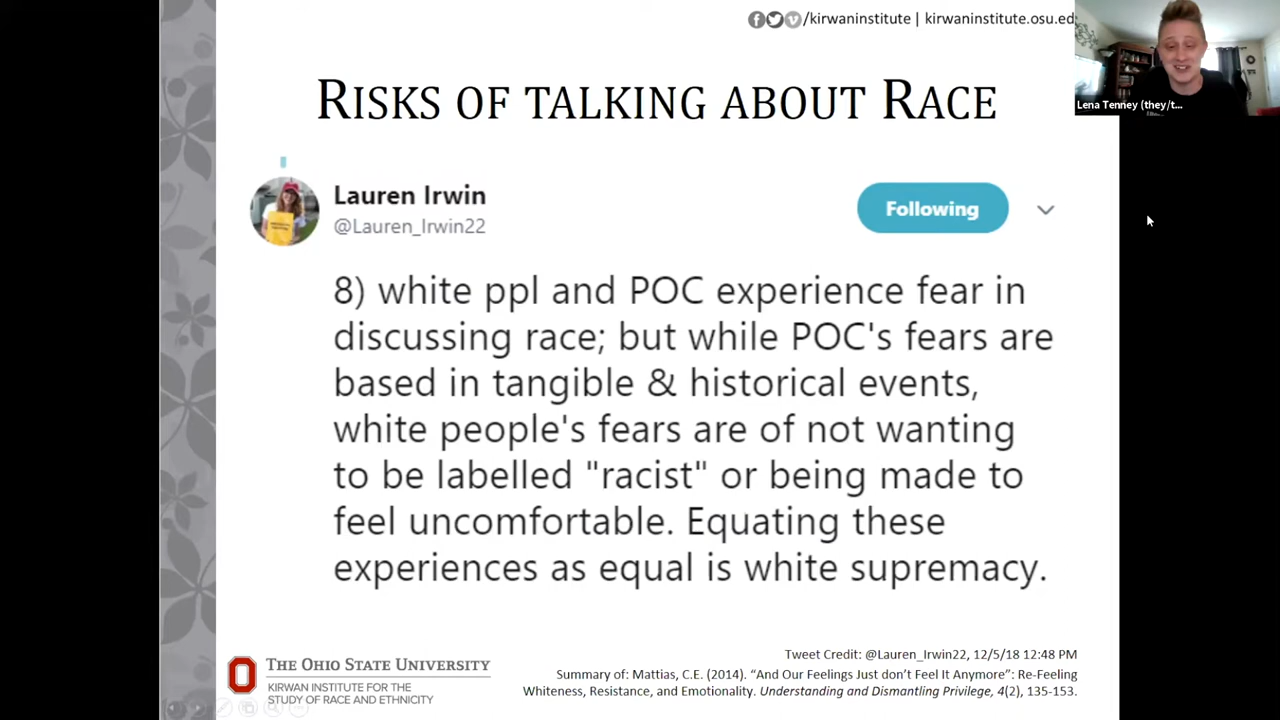 /kirwaninstitute | kirwaninstitute.osu.ed
RISKS OF TALKING ABOUT RACE
Lena Tenney (they/t...
Lauren Irwin
Following
@Lauren_Irwin22
8) white ppl and POC experience fear in
discussing race; but while POC's fears are
based in tangible & historical events,
white people's fears are of not wanting
to be labelled "racist" or being made to
feel uncomfortable. Equating these
experiences as equal is white supremacy.
THE OHIO STATE UNIVERSITY
KIRWAN INSTITUTE FOR THE
STUDY OF RACE AND ETHNICITY
Tweet Credit: @Lauren_Irwin22, 12/5/18 12:48 PM
Summary of: Mattias, C.E. (2014). “And Our Feelings Just don’t Feel It Anymore”: Re-Feeling
Whiteness, Resistance, and Emotionality. Understanding and Dismantling Privilege, 4(2), 135-153.